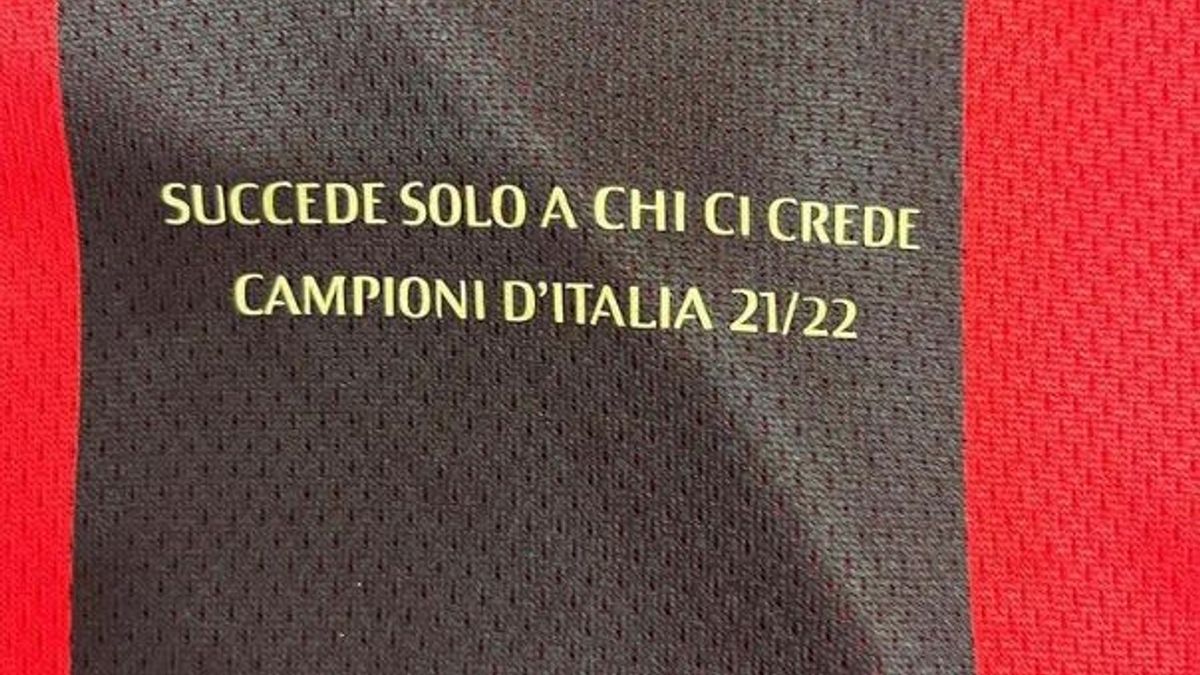 SUCCEDE SOLO A CHI CI CREDE
CAMPIONI D'ITALIA 21/22